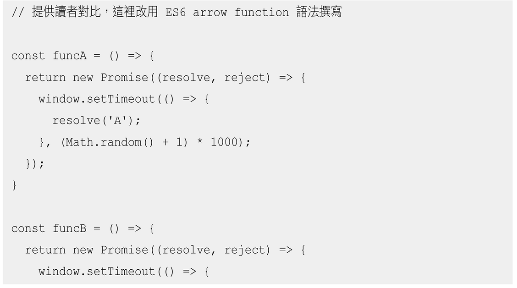 // 提供讀者對比，這裡改用 ES6 arrow function 語法撰寫
const funcA = () => {
return new Promise((resolve, reject) => {
window.setTimeout(() => {
resolve('A');
}, (Math.random() + 1) * 1000);
});
}
const funcB = () => {
return new Promise((resolve, reject) => {
window.setTimeout(() => {